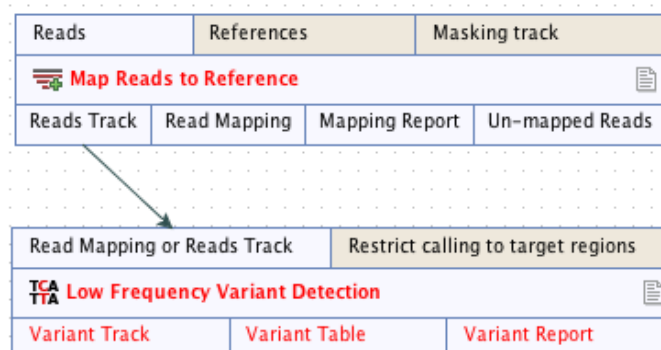 Reads References Masking track
Map Reads to Reference
Reads Track Read Mapping Mapping Report Un-mapped Reads
Read Mapping or Reads Track Restrict calling to target regions
TCA
TTA
Low Frequency Variant Detection
Variant Track Variant Table Variant Report